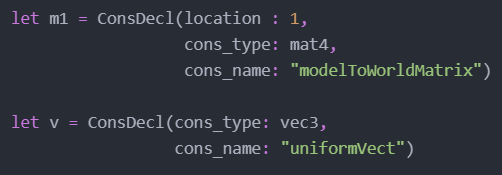 let m1 = ConsDecl(location : 1,
cons_type: mat4,
cons_name: "modelToWorldMatrix")
let v = ConsDecl(cons_type: vec3,
cons_name: "uniformVect")